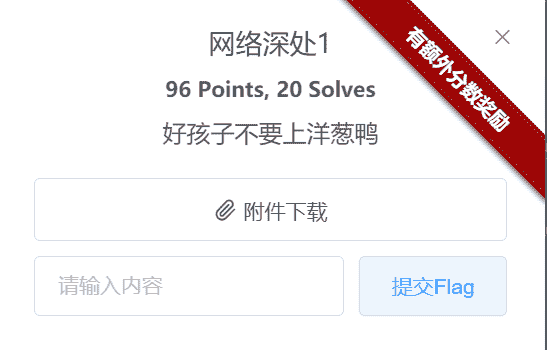 网络深处1
有额外分数奖励
96 Points, 20 Solves
好孩子不要上洋葱鸭
附件下载
请输入内容
提交Flag